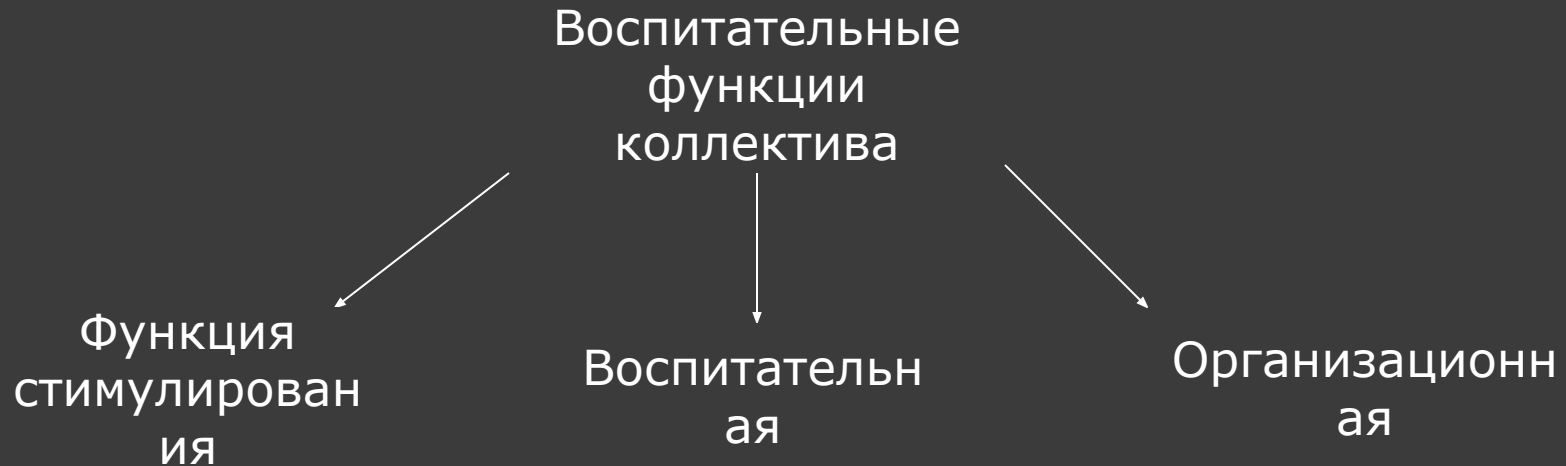 Воспитательные
функции
коллектива
Функция
стимулирован
ия
Воспитательн
ая
Организационн
ая